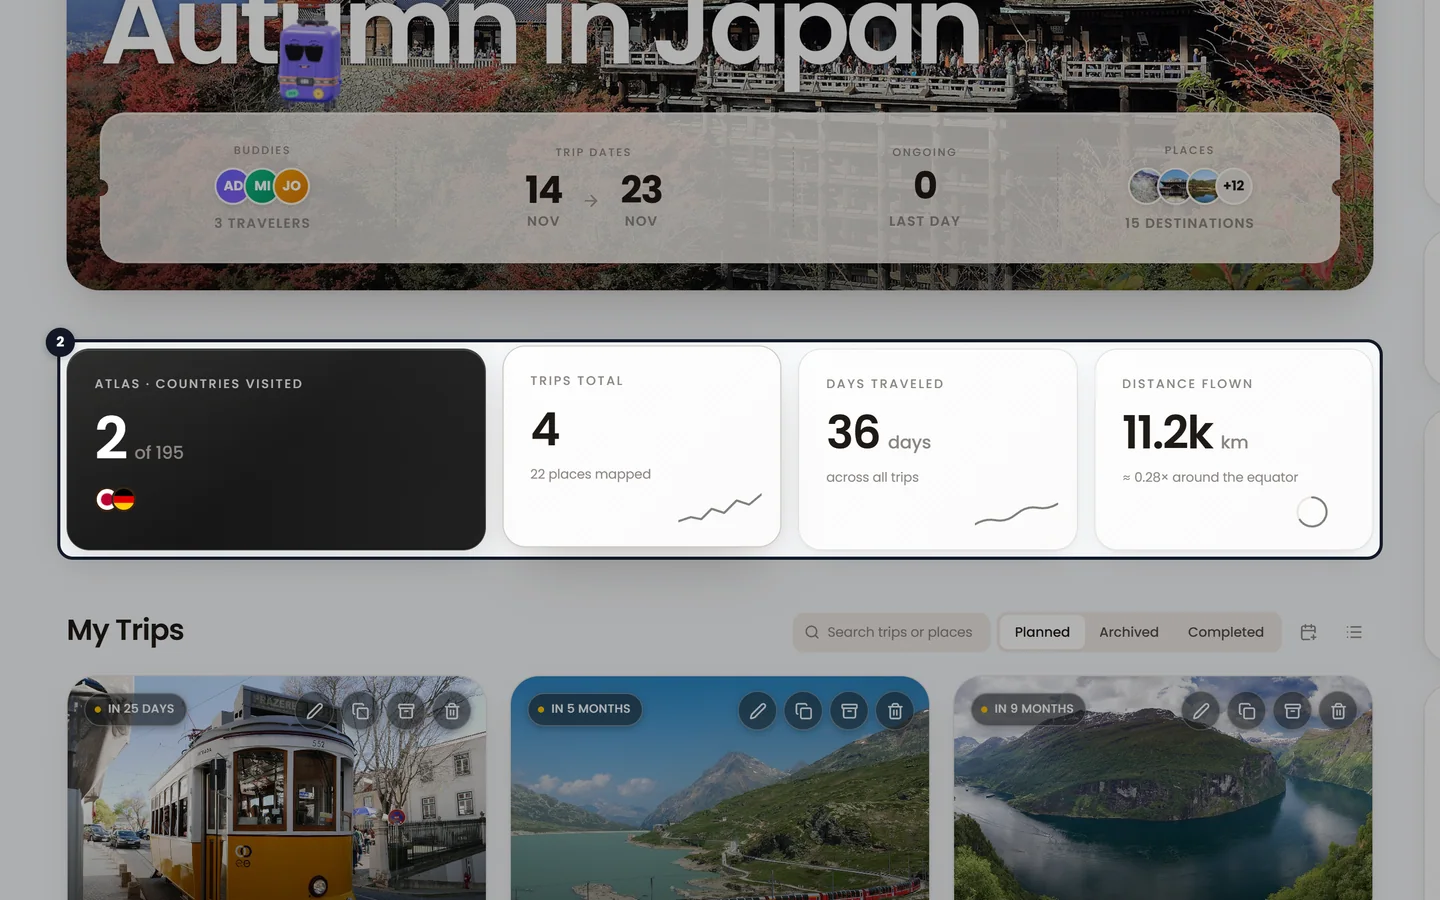 Autumn in Japan
BUDDIES
AD MI JO
3 TRAVELERS
TRIP DATES
14 → 23
NOV NOV
ONGOING
0
LAST DAY
PLACES
+12
15 DESTINATIONS
2
ATLAS · COUNTRIES VISITED
2 of 195
TRIPS TOTAL
4
22 places mapped
DAYS TRAVELED
36 days
across all trips
DISTANCE FLOWN
11.2k km
≈ 0.28× around the equator
My Trips
Search trips or places
Planned
Archived
Completed
IN 25 DAYS
IN 5 MONTHS
IN 9 MONTHS
552